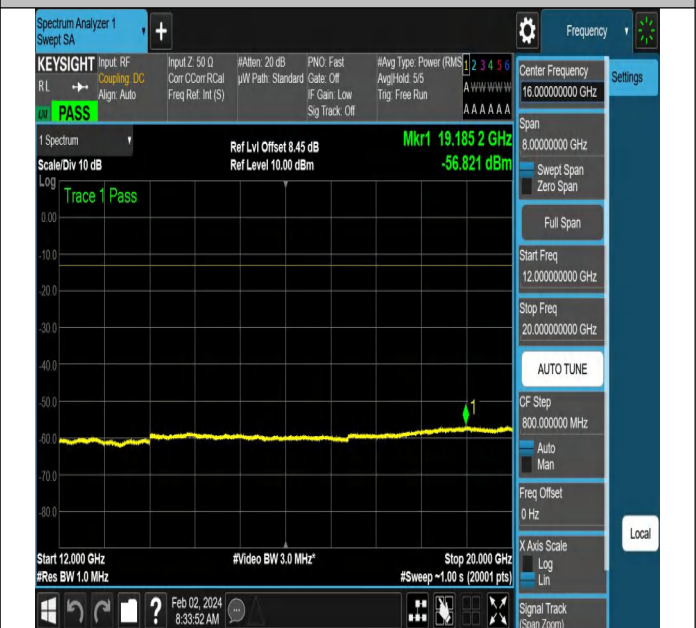 Spectrum Analyzer 1
Swept SA
+
Frequency
KEYSIGHT
RL
Input: RF
Coupling: DC
Align: Auto
Input Z: 50 Ω
Corr CCorr RCal
Freq Ref: Int (S)
#Atten: 20 dB
µW Path: Standard
PNO: Fast
Gate: Off
IF Gain: Low
Sig Track: Off
#Avg Type: Power (RMS
Avg|Hold: 5/5
Trig: Free Run
1 2 3 4 5 6
A W W W W W
A A A A A A
PASS
1 Spectrum
Scale/Div 10 dB
Ref Lvl Offset 8.45 dB
Ref Level 10.00 dBm
Mkr1 19.185 2 GHz
-56.821 dBm
Log
Trace 1 Pass
0.00
-10.0
-20.0
-30.0
-40.0
-50.0
-60.0
-70.0
-80.0
1
Start 12.000 GHz
#Res BW 1.0 MHz
#Video BW 3.0 MHz*
Stop 20.000 GHz
#Sweep ~1.00 s (20001 pts)
?
Feb 02, 2024
8:33:52 AM
Center Frequency
16.000000000 GHz
Settings
Span
8.00000000 GHz
Swept Span
Zero Span
Full Span
Start Freq
12.000000000 GHz
Stop Freq
20.000000000 GHz
AUTO TUNE
CF Step
800.000000 MHz
Auto
Man
Freq Offset
0 Hz
X Axis Scale
Log
Lin
Local
Signal Track
(Span Zoom)